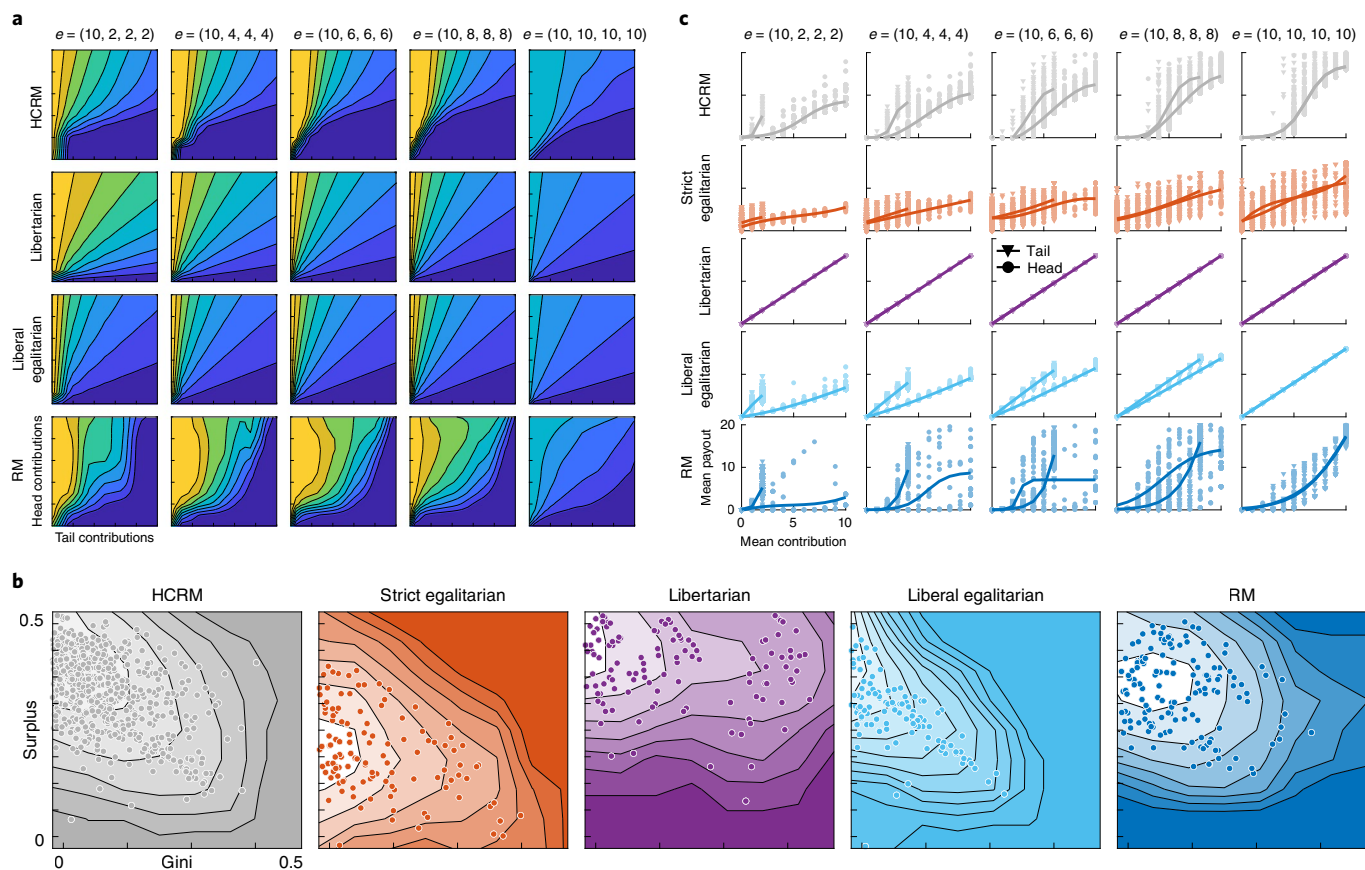 a
e = (10, 2, 2, 2)
e = (10, 4, 4, 4)
e = (10, 6, 6, 6)
e = (10, 8, 8, 8)
e = (10, 10, 10, 10)
HCRM
Libertarian
Liberal
egalitarian
RM
Head contributions
Tail contributions
c
e = (10, 2, 2, 2)
e = (10, 4, 4, 4)
e = (10, 6, 6, 6)
e = (10, 8, 8, 8)
e = (10, 10, 10, 10)
HCRM
Strict
egalitarian
Libertarian
Tail
Head
Liberal
egalitarian
RM
Mean payout
20
10
0
0
5
10
Mean contribution
b
HCRM
Strict egalitarian
Libertarian
Liberal egalitarian
RM
0.5
Surplus
0
0
Gini
0.5